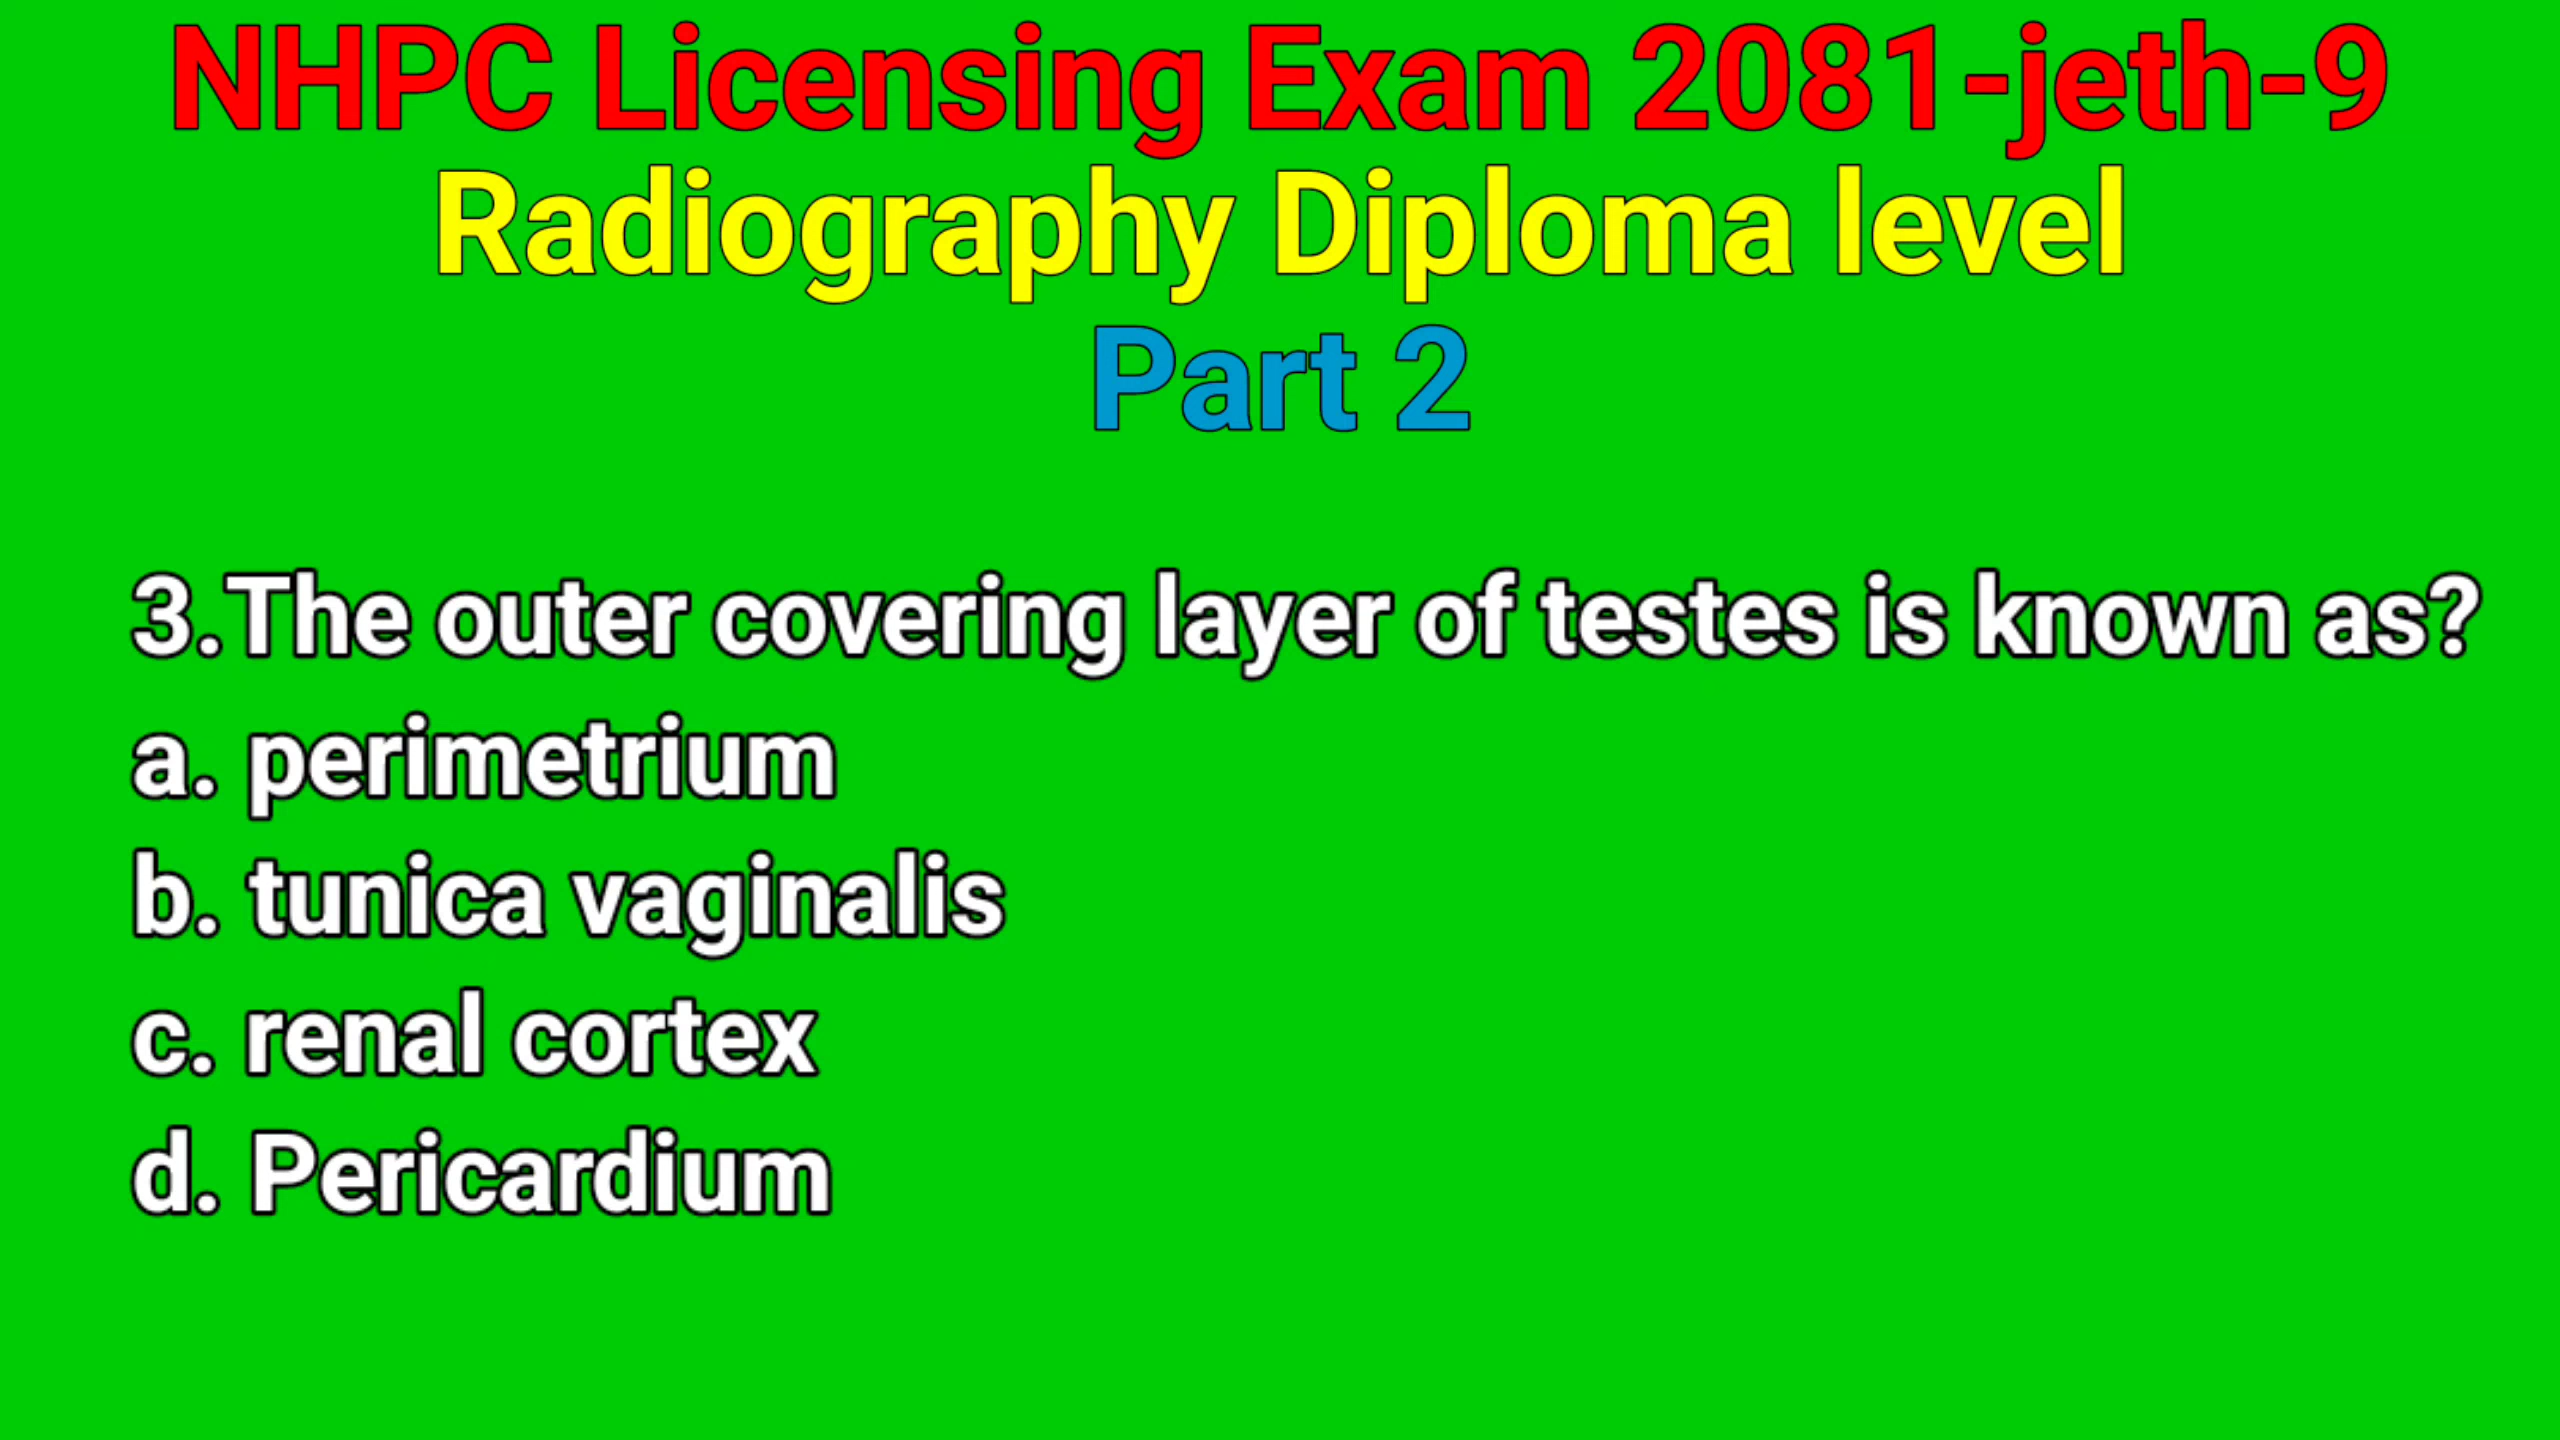 NHPC Licensing Exam 2081-jeth-9
Radiography Diploma level
Part 2
3.The outer covering layer of testes is known as?
a. perimetrium
b. tunica vaginalis
c. renal cortex
d. Pericardium